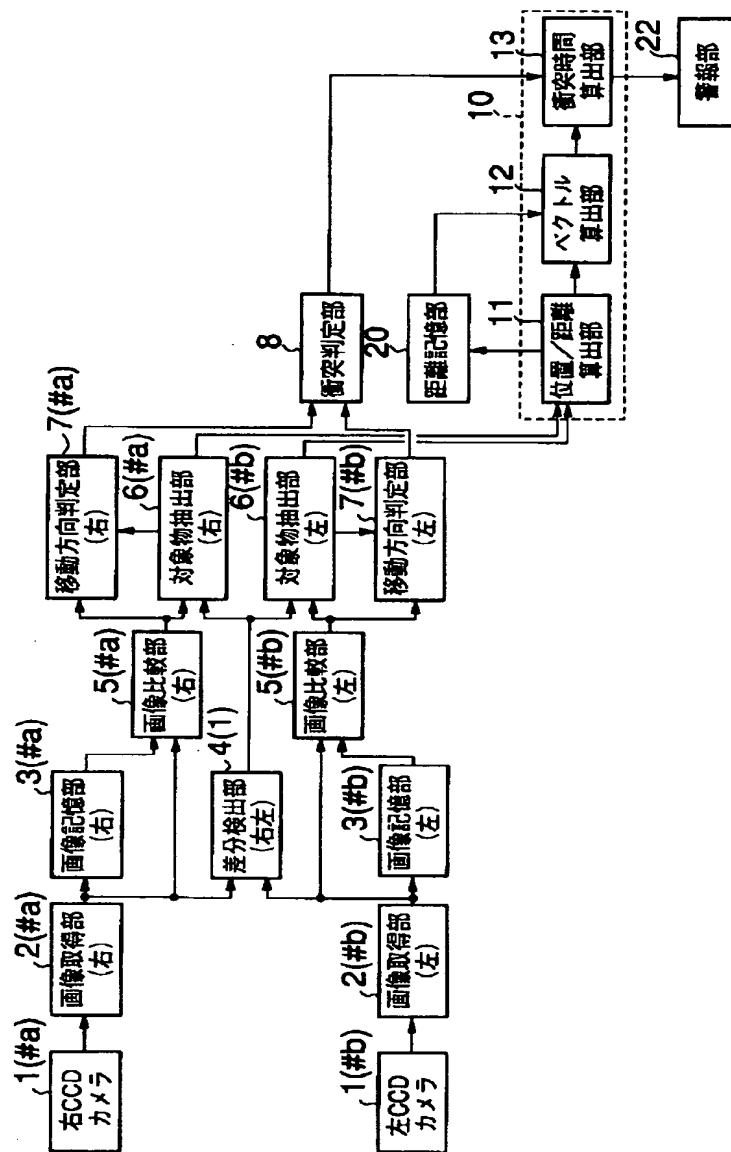 1(#a)
右CCD
カメラ
2(#a)
画像取得部
(右)
3(#a)
画像記憶部
(右)
4(1)
差分検出部
(右左)
5(#a)
画像比較部
(右)
6(#a)
対象物抽出部
(右)
7(#a)
移動方向判定部
(右)
1(#b)
左CCD
カメラ
2(#b)
画像取得部
(左)
3(#b)
画像記憶部
(左)
5(#b)
画像比較部
(左)
6(#b)
対象物抽出部
(左)
7(#b)
移動方向判定部
(左)
8
衝突判定部
20
距離記憶部
10
11
位置/距離
算出部
12
ベクトル
算出部
13
衝突時間
算出部
22
警報部